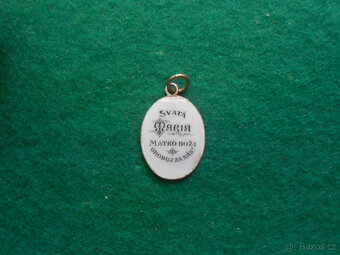 SVATÁ
MARIA
MATKO BOŽÍ
ORODUJ ZA NÁS
Bazos.cz